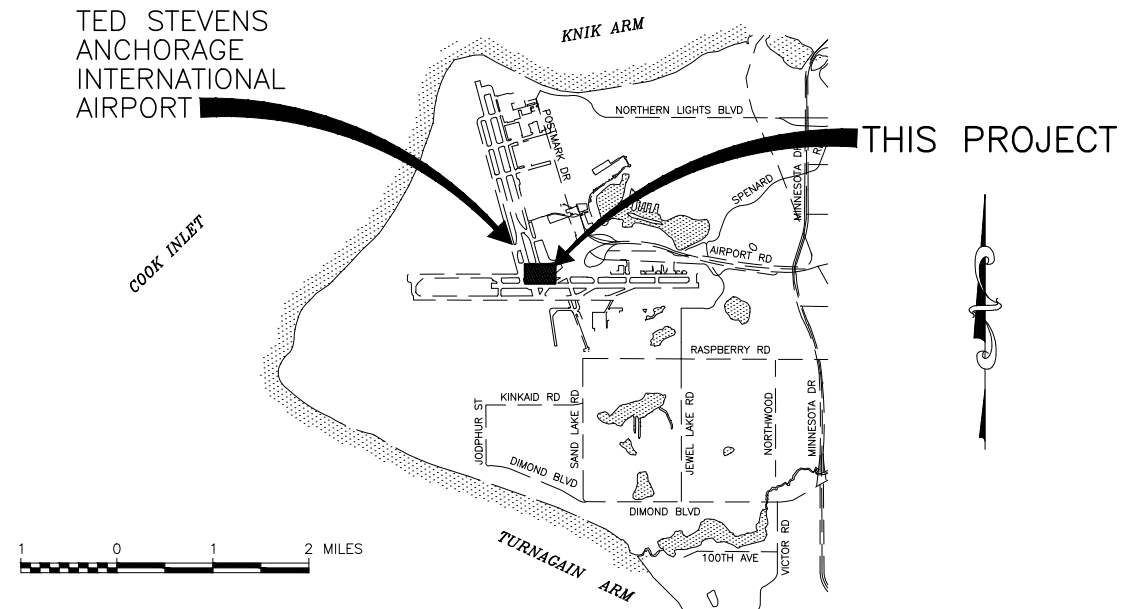 TED STEVENS
ANCHORAGE
INTERNATIONAL
AIRPORT
KNIK ARM
NORTHERN LIGHTS BLVD
POSTMARK DR
THIS PROJECT
MINNESOTA DR
SPENARD
COOK INLET
AIRPORT RD
RASPBERRY RD
KINKAID RD
JODPHUR ST
SAND LAKE RD
JEWEL LAKE RD
NORTHWOOD
MINNESOTA DR
DIMOND BLVD
DIMOND BLVD
TURNAGAIN ARM
100TH AVE
VICTOR RD
1 0 1 2 MILES